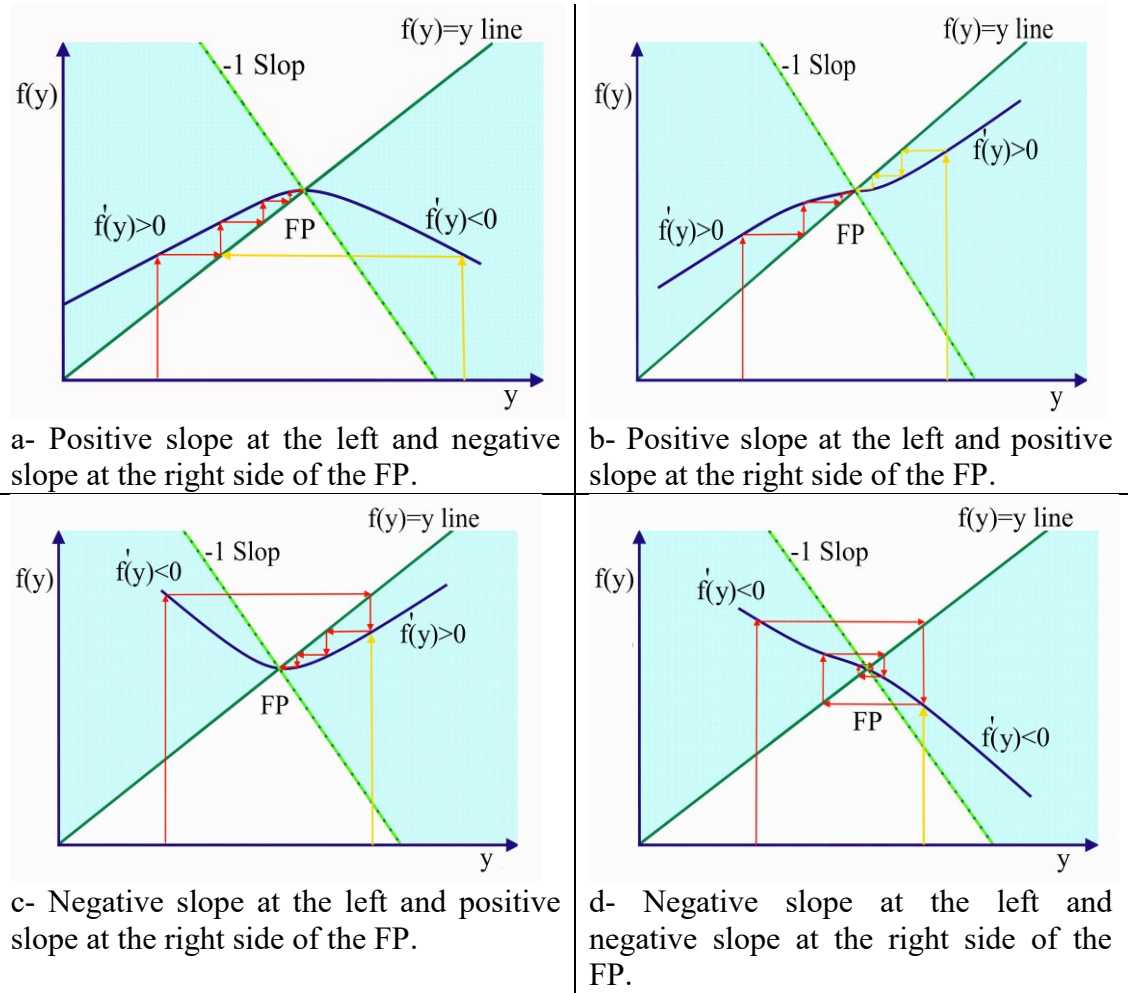 f(y)=y line
-1 Slop
f(y)
f'(y)>0
f'(y)<0
FP
y
a- Positive slope at the left and negative
slope at the right side of the FP.
f(y)=y line
-1 Slop
f(y)
f'(y)>0
f'(y)>0
FP
y
b- Positive slope at the left and positive
slope at the right side of the FP.
f(y)=y line
-1 Slop
f'(y)<0
f(y)
f'(y)>0
FP
y
c- Negative slope at the left and positive
slope at the right side of the FP.
f(y)=y line
-1 Slop
f(y)
f'(y)<0
FP
f'(y)<0
y
d- Negative slope at the left and
negative slope at the right side of the
FP.